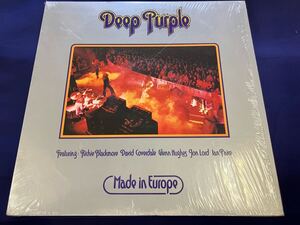 Deep Purple
Featuring: Ritchie Blackmore David Coverdale Glenn Hughes Jon Lord Ian Paice
Made in Europe